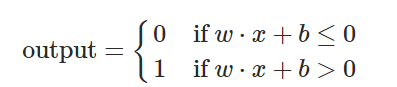 output = { 0 if w · x + b ≤ 0
1 if w · x + b > 0